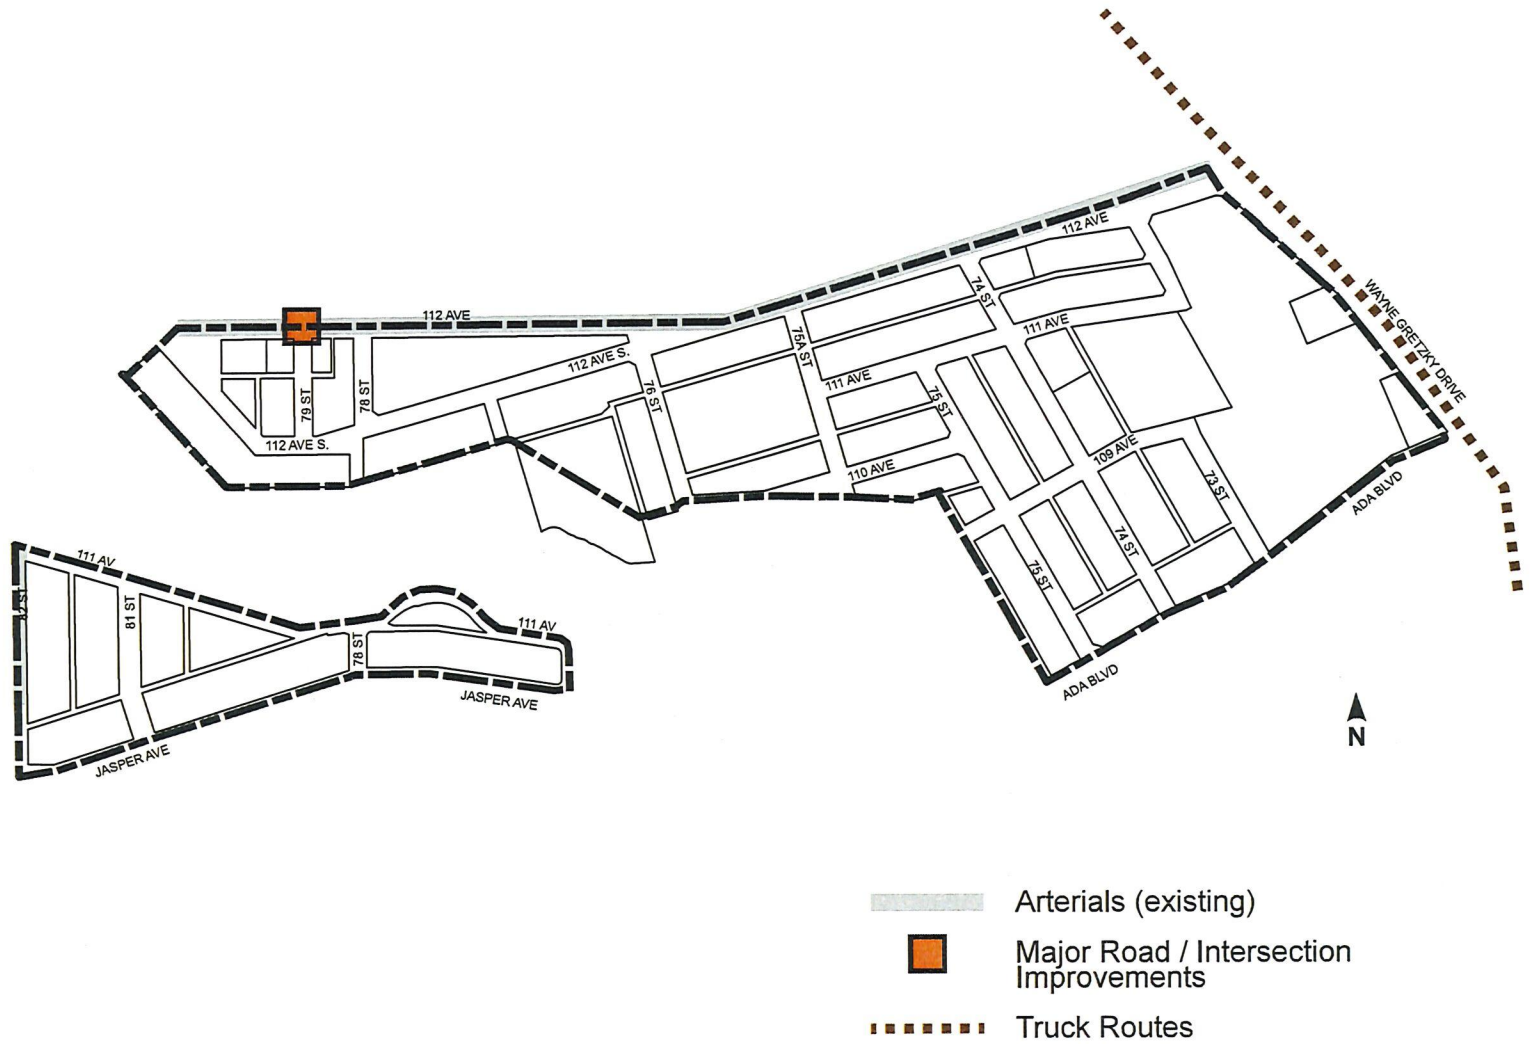 112 AVE
WAYNE GRETZKY DRIVE
74 ST
112 AVE
111 AVE
75A ST
112 AVE S.
111 AVE
76 ST
78 ST
79 ST
75 ST
112 AVE S.
109 AVE
110 AVE
73 ST
ADA BLVD
74 ST
111 AV
75 ST
82 ST
81 ST
111 AV
78 ST
ADA BLVD
JASPER AVE
JASPER AVE
N
Arterials (existing)
Major Road / Intersection
Improvements
Truck Routes